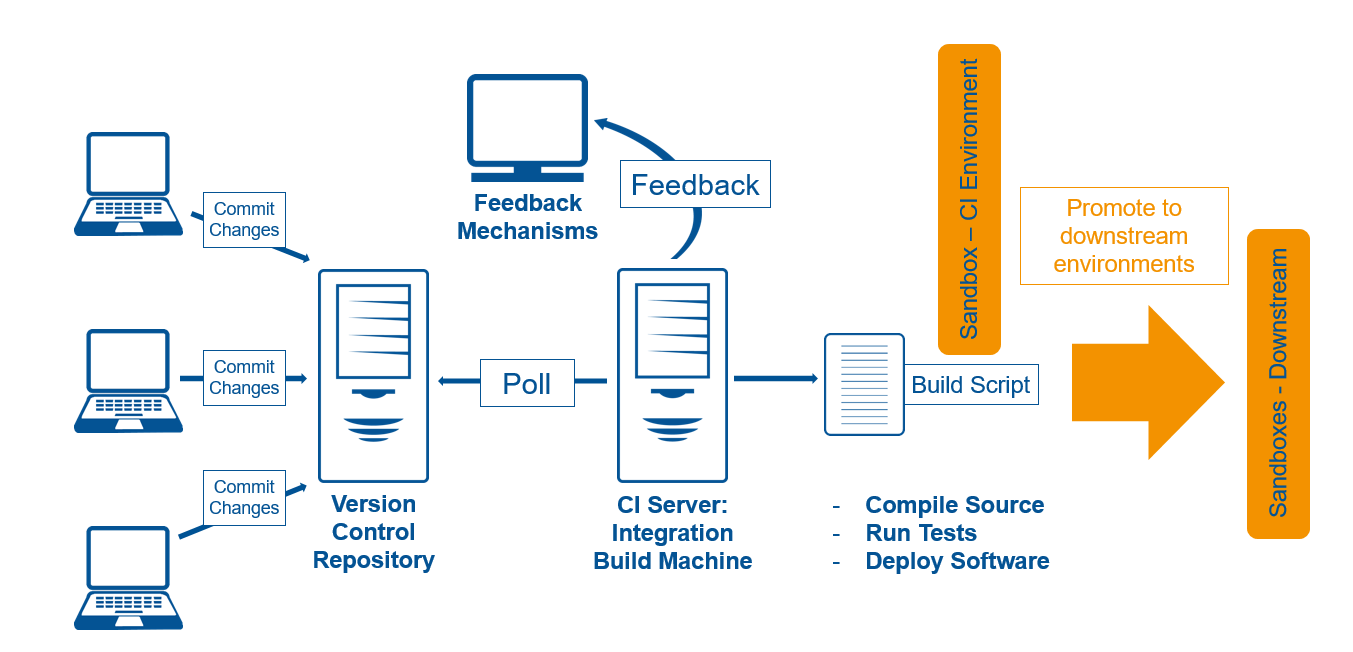 Commit
Changes
Commit
Changes
Commit
Changes
Version
Control
Repository
Feedback
Mechanisms
Feedback
Poll
CI Server:
Integration
Build Machine
Sandbox – CI Environment
Build Script
- Compile Source
- Run Tests
- Deploy Software
Promote to
downstream
environments
Sandboxes - Downstream